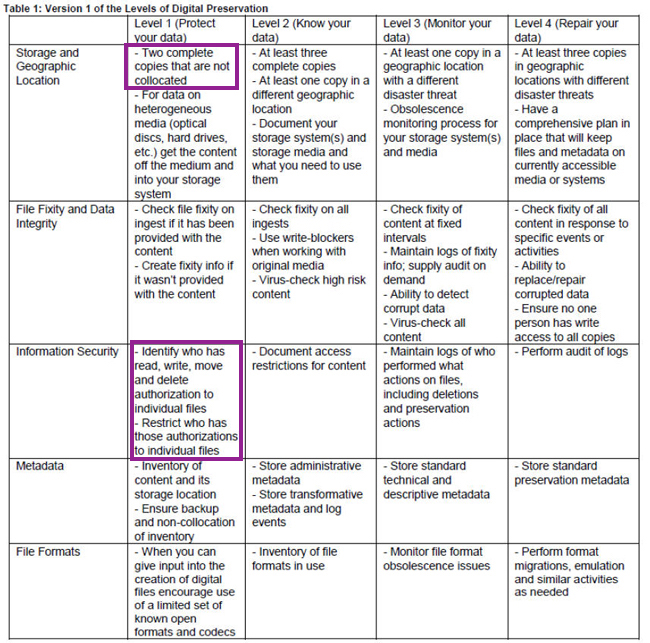 Table 1: Version 1 of the Levels of Digital Preservation
Level 1 (Protect your data)
Level 2 (Know your data)
Level 3 (Monitor your data)
Level 4 (Repair your data)
Storage and
Geographic
Location
- Two complete
copies that are not
collocated
- For data on
heterogeneous
media (optical
discs, hard drives,
etc.) get the content
off the medium and
into your storage
system
- At least three
complete copies
- At least one copy in a
different geographic
location
- Document your
storage system(s) and
storage media and
what you need to use
them
- At least one copy in a
geographic location
with a different
disaster threat
- Obsolescence
monitoring process for
your storage system(s)
and media
- At least three copies
in geographic
locations with different
disaster threats
- Have a
comprehensive plan in
place that will keep
files and metadata on
currently accessible
media or systems
File Fixity and Data
Integrity
- Check file fixity on
ingest if it has been
provided with the
content
- Create fixity info if
it wasn't provided
with the content
- Check fixity on all
ingests
- Use write-blockers
when working with
original media
- Virus-check high risk
content
- Check fixity of
content at fixed
intervals
- Maintain logs of fixity
info; supply audit on
demand
- Ability to detect
corrupt data
- Virus-check all
content
- Check fixity of all
content in response to
specific events or
activities
- Ability to
replace/repair
corrupted data
- Ensure no one
person has write
access to all copies
Information Security
- Identify who has
read, write, move
and delete
authorization to
individual files
- Restrict who has
those authorizations
to individual files
- Document access
restrictions for content
- Maintain logs of who
performed what
actions on files,
including deletions
and preservation
actions
- Perform audit of logs
Metadata
- Inventory of
content and its
storage location
- Ensure backup
and non-collocation
of inventory
- Store administrative
metadata
- Store transformative
metadata and log
events
- Store standard
technical and
descriptive metadata
- Store standard
preservation metadata
File Formats
- When you can
give input into the
creation of digital
files encourage use
of a limited set of
known open
formats and codecs
- Inventory of file
formats in use
- Monitor file format
obsolescence issues
- Perform format
migrations, emulation
and similar activities
as needed